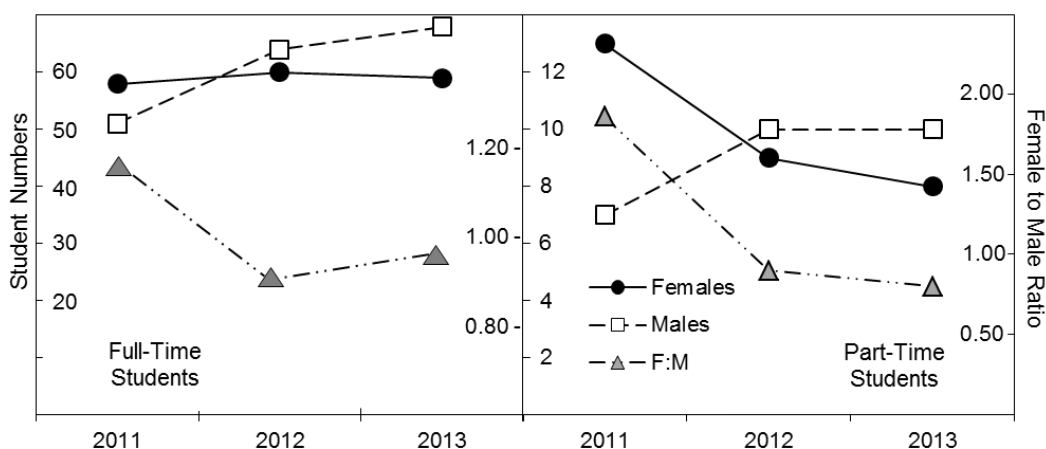 Student Numbers
60
50
40
30
20
1.20
1.00
0.80
Full-Time
Students
2011
2012
2013
12
10
8
6
4
2
Females
Males
F:M
Part-Time
Students
2.00
1.50
1.00
0.50
Female to Male Ratio
2011
2012
2013